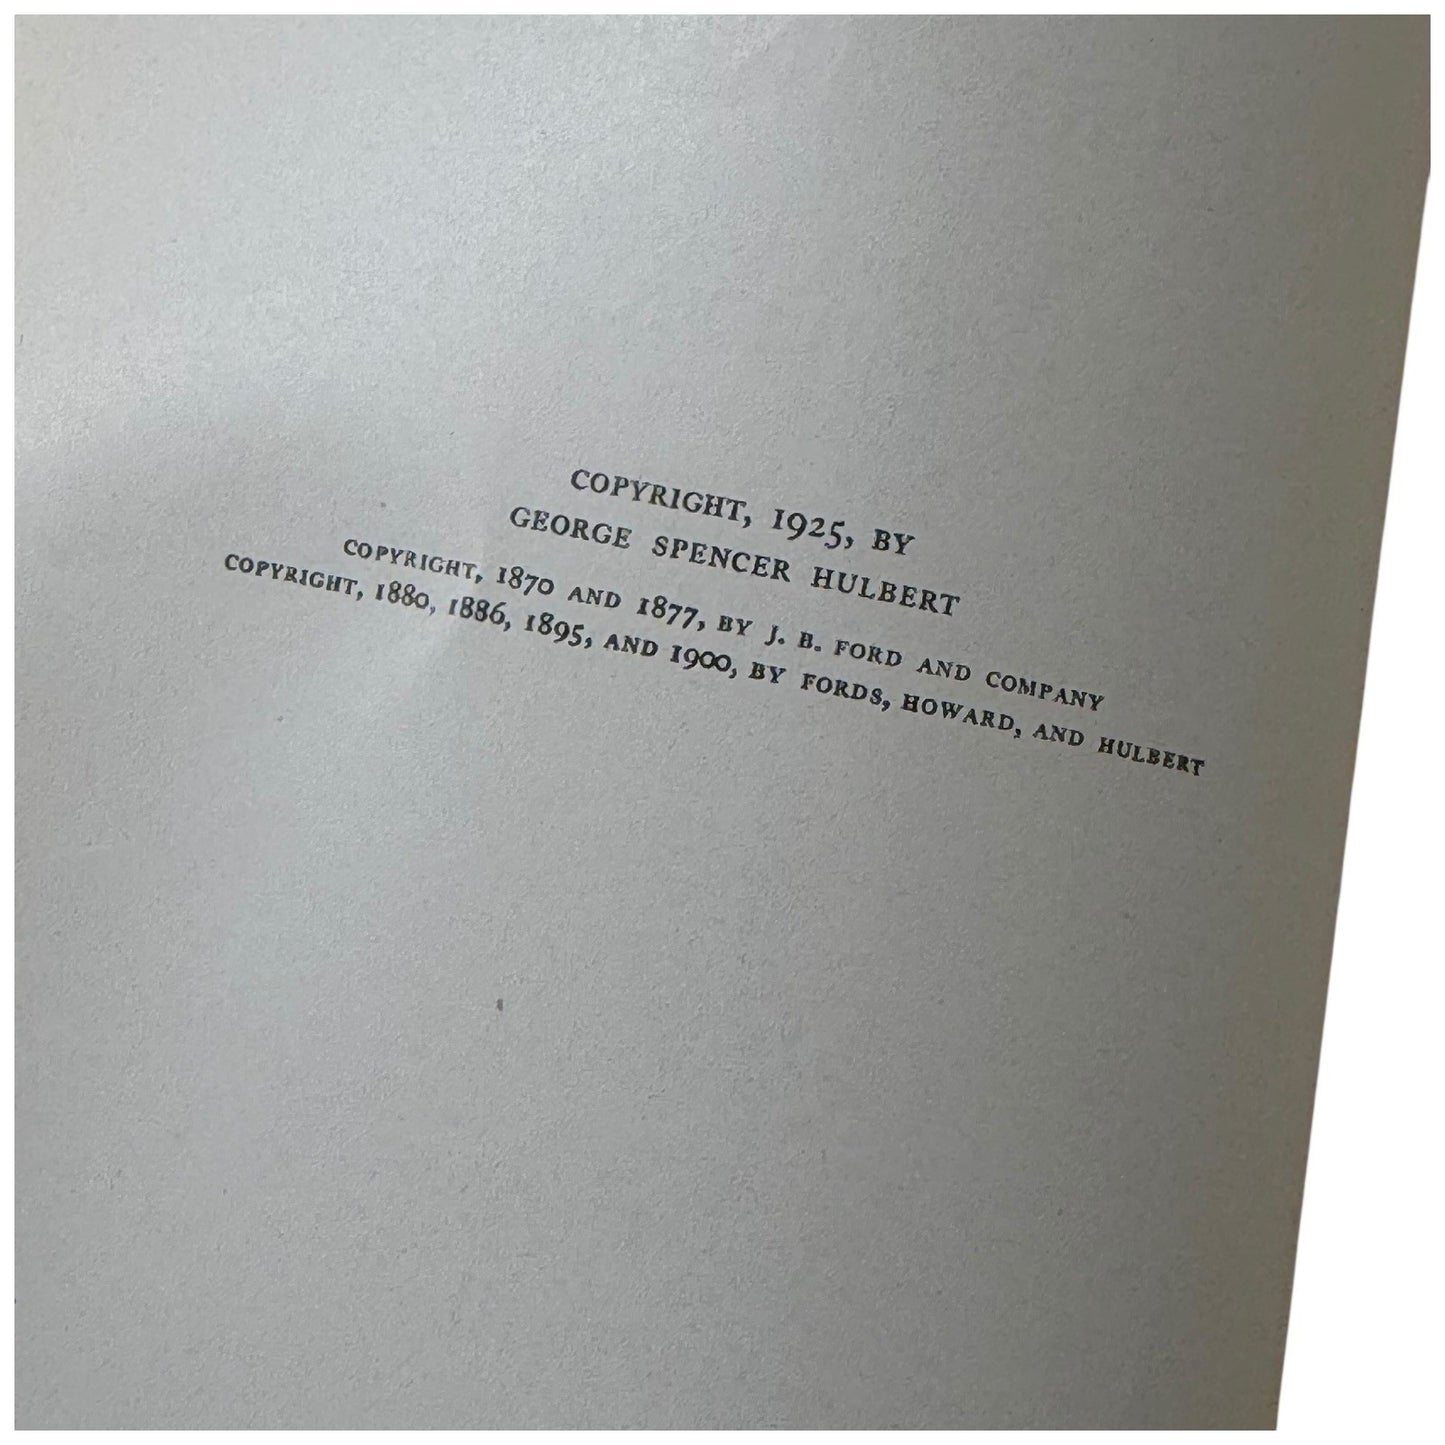 COPYRIGHT, 1925, BY
GEORGE SPENCER HULBERT
COPYRIGHT, 1870 AND 1877, BY J. B. FORD AND COMPANY
COPYRIGHT, 1880, 1886, 1895, AND 1900, BY FORDS, HOWARD, AND HULBERT